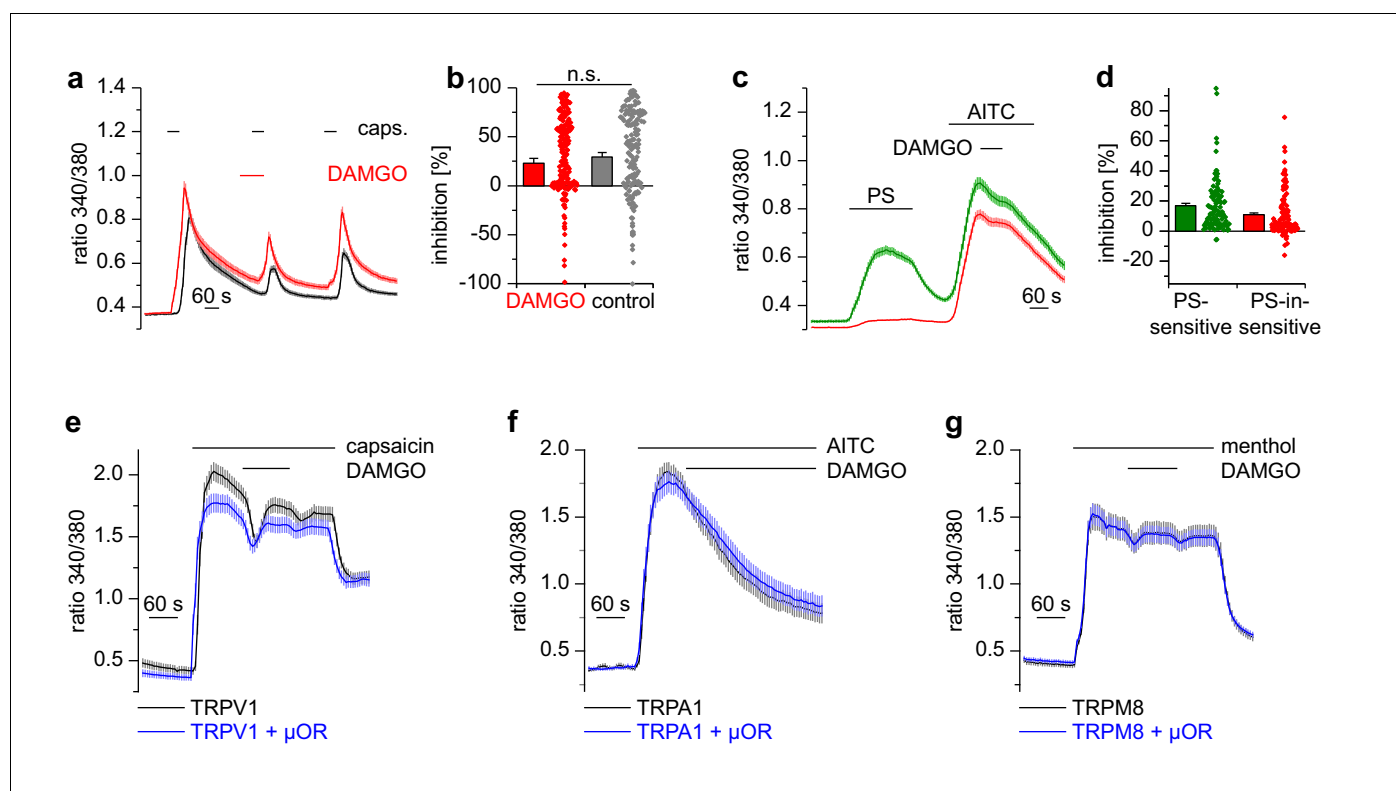 a
ratio 340/380
1.4
1.2
1.0
0.8
0.6
0.4
caps.
DAMGO
60 s
b
inhibition [%]
100
50
0
50
-100
n.s.
DAMGO control
c
ratio 340/380
1.2
1.0
0.8
0.6
0.4
AITC
DAMGO
PS
60 s
d
inhibition [%]
80
60
40
20
0
-20
PS- PS-in-
sensitive sensitive
e
ratio 340/380
2.0
1.5
1.0
0.5
capsaicin
DAMGO
60 s
TRPV1
TRPV1 + µOR
f
ratio 340/380
2.0
1.5
1.0
0.5
AITC
DAMGO
60 s
TRPA1
TRPA1 + µOR
g
ratio 340/380
2.0
1.5
1.0
0.5
menthol
DAMGO
60 s
TRPM8
TRPM8 + µOR